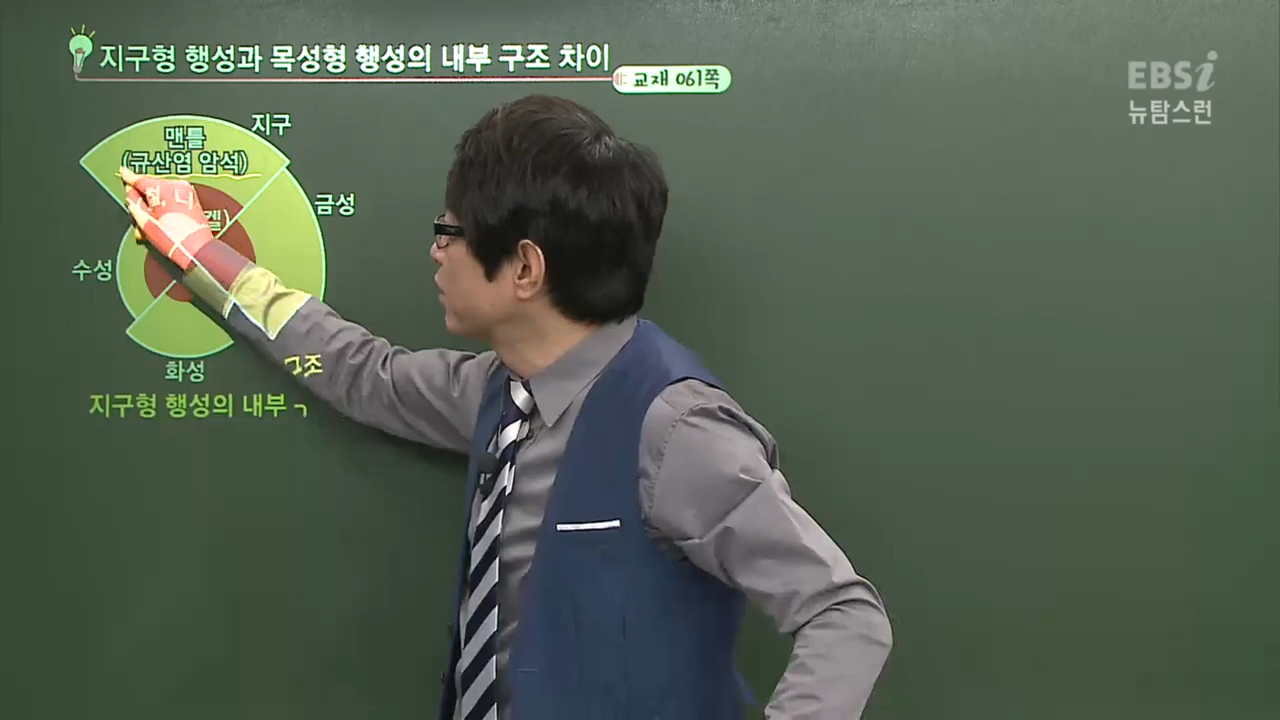 지구형 행성과 목성형 행성의 내부 구조 차이
교재 061쪽
EBSi
뉴탐스런
지구
맨틀
(규산염 암석)
금성
수성
화성
지구형 행성의 내부